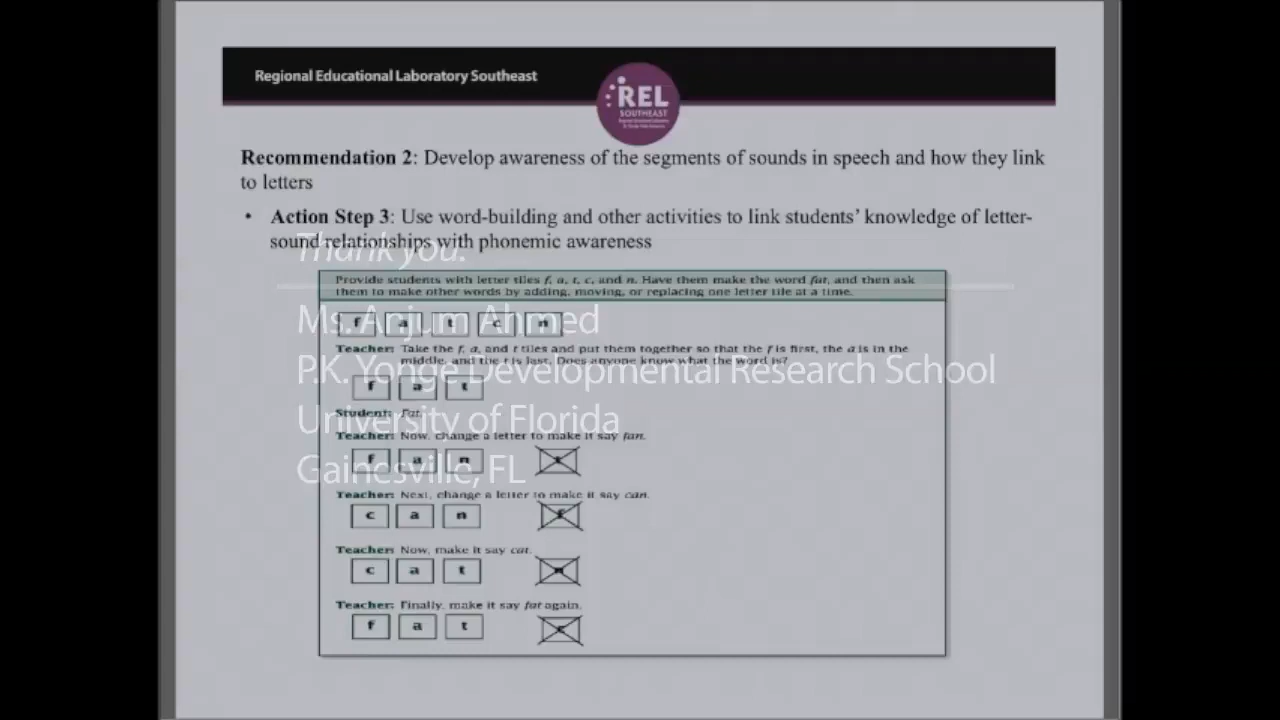 Regional Educational Laboratory Southeast
REL
SOUTHEAST
Recommendation 2: Develop awareness of the segments of sounds in speech and how they link
to letters
• Action Step 3: Use word-building and other activities to link students’ knowledge of letter-
sound relationships with phonemic awareness
Thank you.
Provide students with letter tiles f, a, t, c, and n. Have them make the word fat, and then ask
them to make other words by adding, moving, or replacing one letter tile at a time.
Ms. Anjum Ahmed
f a t c n
Teacher: Take the f, a, and t tiles and put them together so that the f is first, the a is in the
middle, and the t is last. Does anyone know what the word is?
P.K. Yonge Developmental Research School
f a t
Student: Fat.
University of Florida
Teacher: Now, change a letter to make it say fan.
f a n t
Gainesville, FL
Teacher: Next, change a letter to make it say can.
c a n f
Teacher: Now, make it say cat.
c a t n
Teacher: Finally, make it say fat again.
f a t c